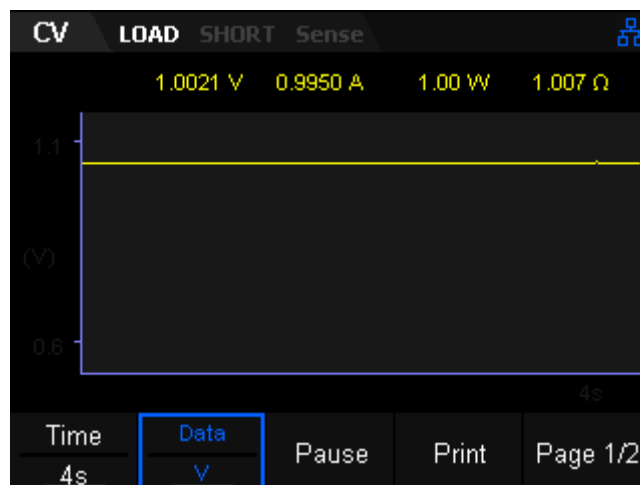 CV LOAD SHORT Sense
1.0021 V 0.9950 A 1.00 W 1.007 Ω
1.1
(V)
0.6
4s
Time Data Pause Print Page 1/2
4s V